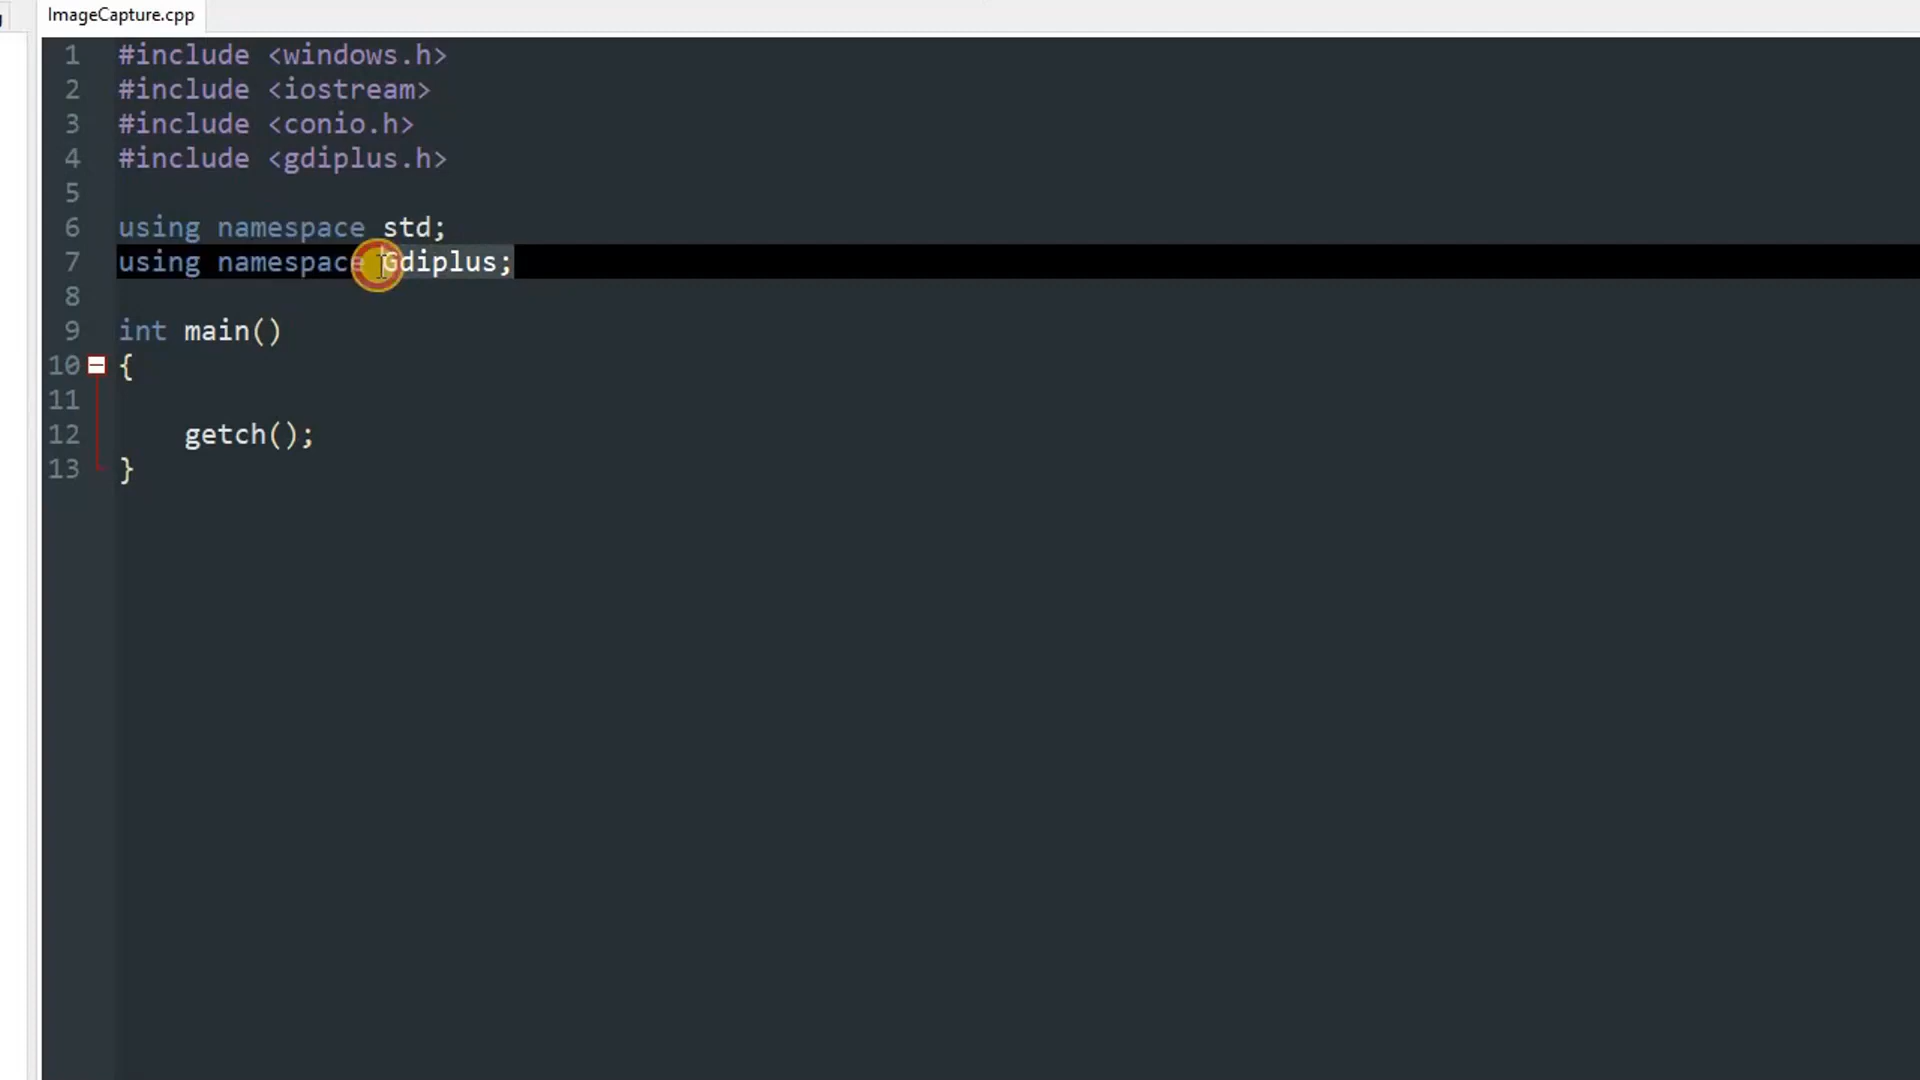 ImageCapture.cpp
1 #include <windows.h>
2 #include <iostream>
3 #include <conio.h>
4 #include <gdiplus.h>
5
6 using namespace std;
7 using namespace Gdiplus;
8
9 int main()
10 {
11
12 getch();
13 }